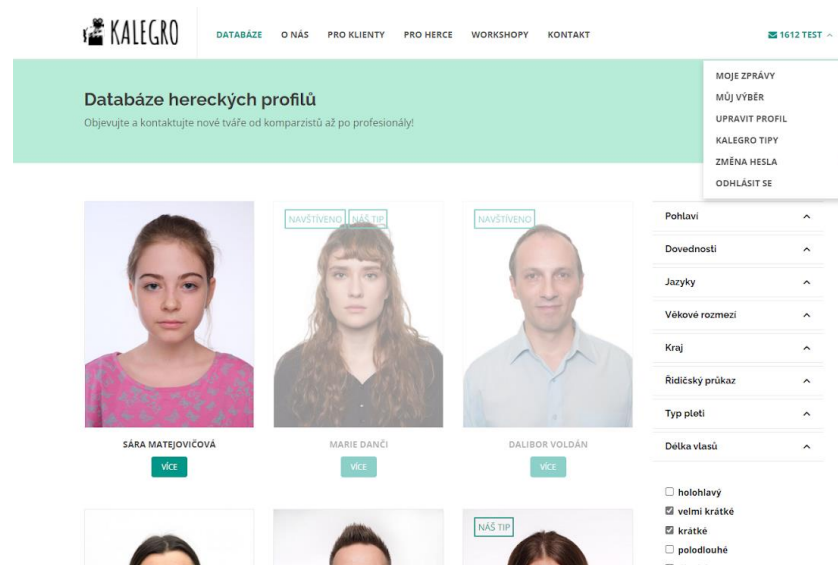 KALEGRO
DATABÁZE O NÁS PRO KLIENTY PRO HERCE WORKSHOPY KONTAKT
1612 TEST
MOJE ZPRÁVY
MŮJ VÝBĚR
UPRAVIT PROFIL
KALEGRO TIPY
ZMĚNA HESLA
ODHLÁSIT SE
Databáze hereckých profilů
Objevujte a kontaktujte nové tváře od komparzistů až po profesionály!
NAVŠTÍVENO NÁŠ TIP
NAVŠTÍVENO
SÁRA MATEJOVIČOVÁ
VÍCE
MARIE DANČI
VÍCE
DALIBOR VOLDÁN
VÍCE
NÁŠ TIP
Pohlaví
Dovednosti
Jazyky
Věkové rozmezí
Kraj
Řidičský průkaz
Typ pleti
Délka vlasů
holohlavý
velmi krátké
krátké
polodlouhé